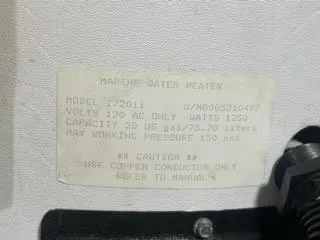 MARINE WATER HEATER
MODEL 172011
VOLTS 120 AC ONLY WATTS 1250
CAPACITY 20 US gal/75.70 liters
MAX WORKING PRESSURE 150 psi
** CAUTION **
USE COPPER CONDUCTOR ONLY
REFER TO MANUAL